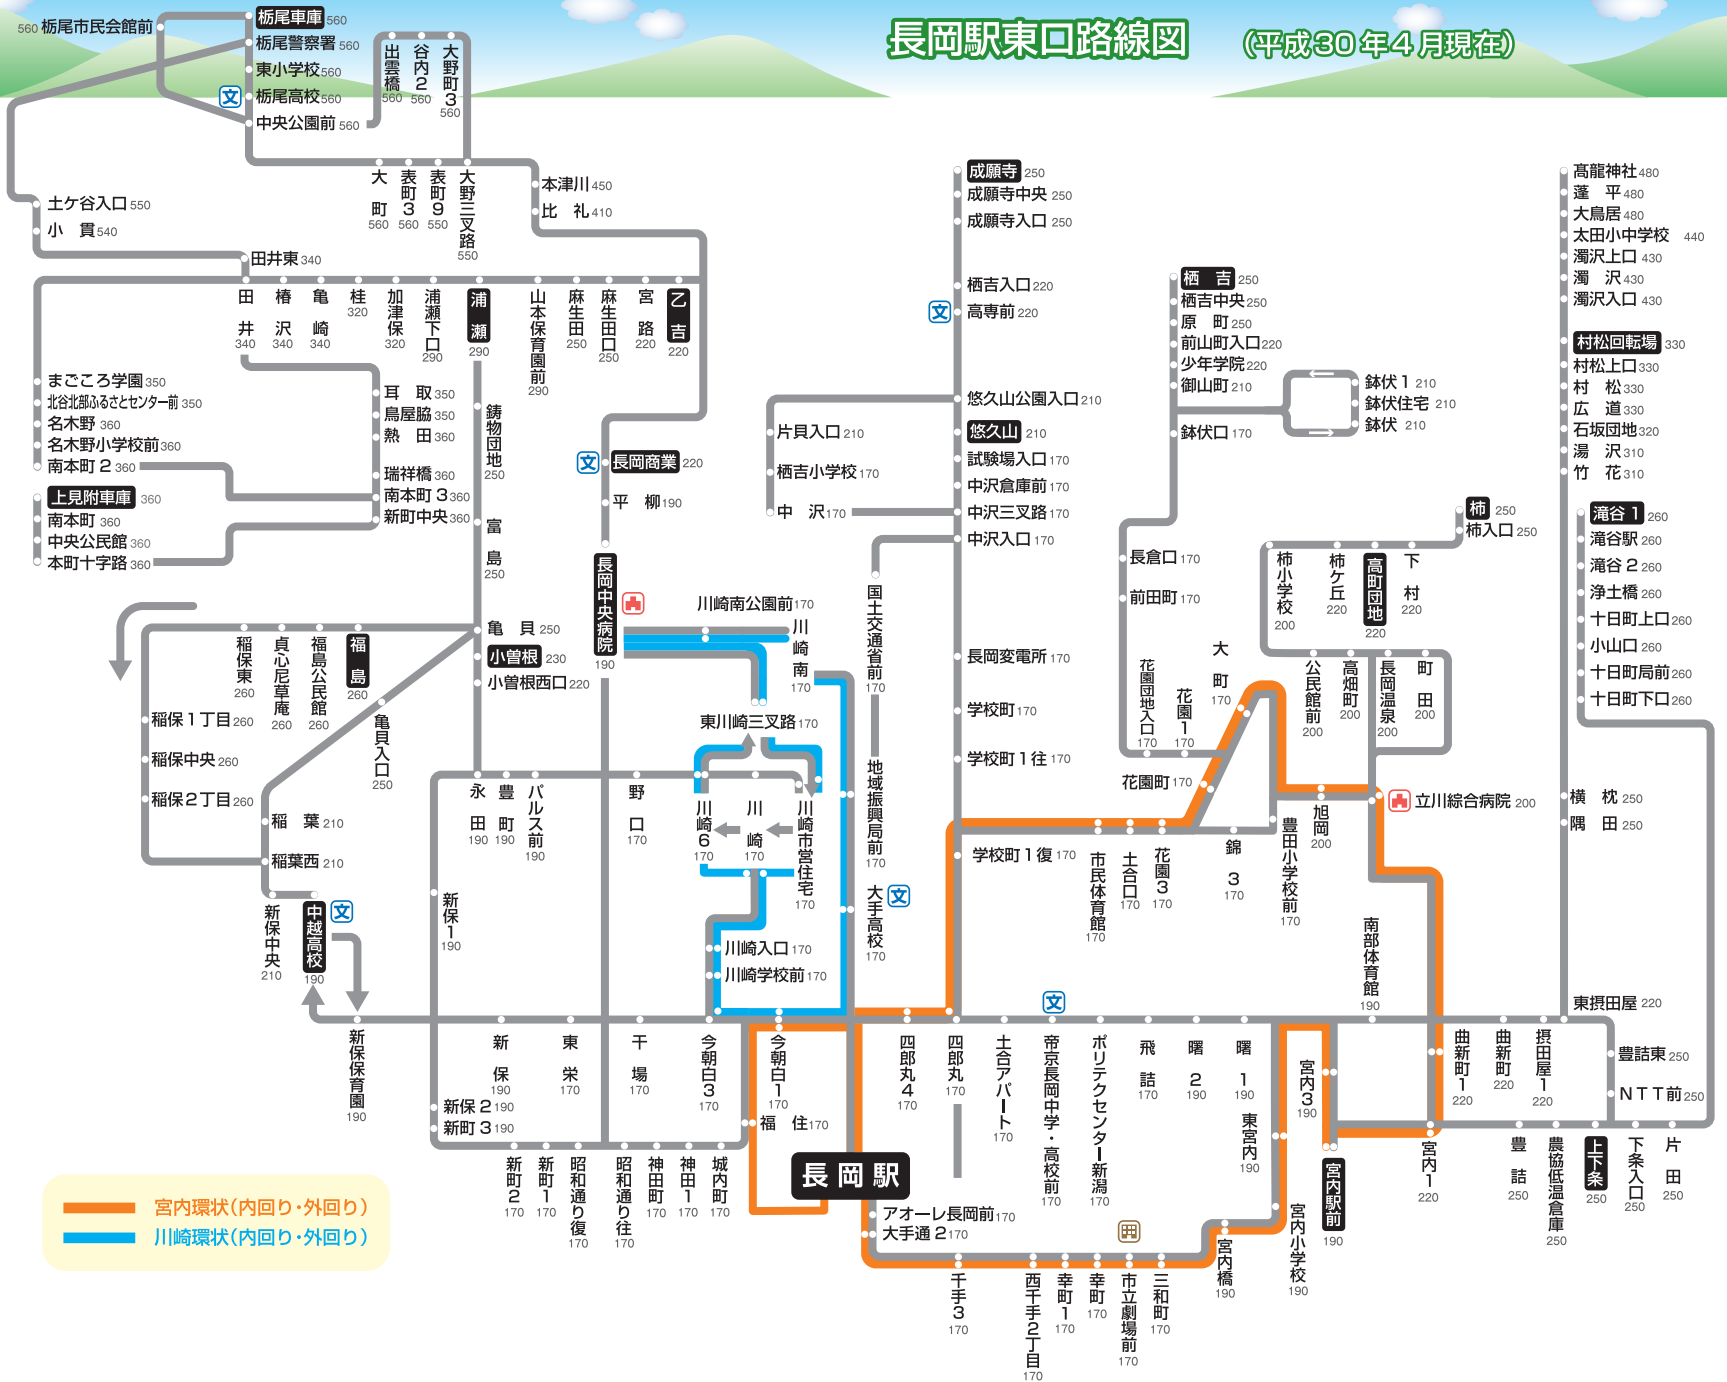 長岡駅東口路線図 (平成30年4月現在)
560 栃尾市民会館前
栃尾車庫 560
栃尾警察署 560
東小学校 560
文 栃尾高校 560
中央公園前 560
出雲橋 560
谷内2 560
大野町3 560
大町 560
表町3 560
表町9 550
大野三叉路 550
本津川 450
比礼 410
土ケ谷入口 550
小貫 540
田井東 340
田井 340
椿沢 340
亀崎 340
桂 320
加津保 320
浦瀬下口 290
浦瀬 290
山本保育園前 290
麻生田 250
麻生田口 250
宮路 220
乙吉 220
まごころ学園 350
北谷北部ふるさとセンター前 350
名木野 360
名木野小学校前 360
南本町2 360
上見附車庫 360
南本町 360
中央公民館 360
本町十字路 360
耳取 350
鳥屋脇 350
熱田 360
瑞祥橋 360
南本町3 360
新町中央 360
鋳物団地 250
富島 250
亀貝 250
小曽根 230
小曽根西口 220
文 長岡商業 220
平柳 190
長岡中央病院 190
稲保東 260
貞心尼草庵 260
福島公民館 260
福島 260
亀貝入口 250
稲保1丁目 260
稲保中央 260
稲保2丁目 260
稲葉 210
稲葉西 210
新保中央 210
中越高校 190
文
新保保育園 190
永田 190
豊町 190
パルス前 190
野口 170
新保1 190
川崎南公園前 170
川崎南 170
東川崎三叉路 170
川崎6 170
川崎 170
川崎市営住宅 170
川崎入口 170
川崎学校前 170
新保 190
東栄 170
干場 170
今朝白3 170
今朝白1 170
福住 170
新保2 190
新町3 190
新町2 170
新町1 170
昭和通り復 170
昭和通り往 170
神田町 170
神田1 170
城内町 170
長岡駅
アオーレ長岡前 170
大手通2 170
成願寺 250
成願寺中央 250
成願寺入口 250
栖吉入口 220
文 高専前 220
悠久山公園入口 210
悠久山 210
試験場入口 170
中沢倉庫前 170
中沢三叉路 170
中沢入口 170
片貝入口 210
栖吉小学校 170
中沢 170
国土交通省前 170
地域振興局前 170
大手高校 170
文
長岡変電所 170
学校町 170
学校町1往 170
学校町1復 170
栖吉 250
栖吉中央 250
原町 250
前山町入口 220
少年学院 220
御山町 210
鉢伏1 210
鉢伏住宅 210
鉢伏 210
鉢伏口 170
長倉口 170
前田町 170
花園団地入口 170
花園1 170
大町 170
花園町 170
市民体育館 170
土合口 170
花園3 170
錦3 170
豊田小学校前 170
旭岡 200
立川綜合病院 200
柿 250
柿入口 250
柿小学校 200
柿ケ丘 220
高町団地 220
下村 220
公民館前 200
高畑町 200
長岡温泉 200
町田 200
南部体育館 190
髙龍神社 480
蓬平 480
大鳥居 480
太田小中学校 440
濁沢上口 430
濁沢 430
濁沢入口 430
村松回転場 330
村松上口 330
村松 330
広道 330
石坂団地 320
湯沢 310
竹花 310
滝谷1 260
滝谷駅 260
滝谷2 260
浄土橋 260
十日町上口 260
小山口 260
十日町局前 260
十日町下口 260
横枕 250
隅田 250
東摂田屋 220
豊詰東 250
NTT前 250
四郎丸4 170
四郎丸 170
土合アパート 170
文
帝京長岡中学・高校前 170
ポリテクセンター新潟 170
飛詰 170
曙2 190
曙1 190
東宮内 190
宮内3 190
宮内駅前 190
宮内小学校 190
宮内橋 190
曲新町1 220
曲新町 220
摂田屋1 220
宮内1 220
豊詰 250
農協低温倉庫 250
上下条 250
下条入口 250
片田 250
千手3 170
西千手2丁目 170
幸町1 170
幸町 170
市立劇場前 170
三和町 170
宮内環状(内回り・外回り)
川崎環状(内回り・外回り)